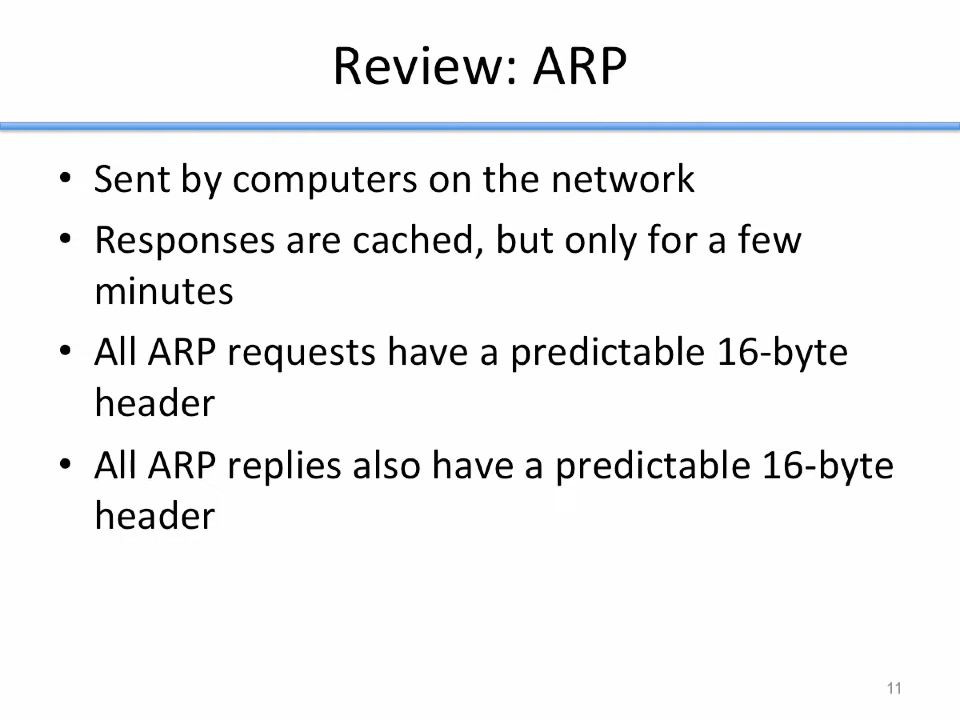 Review: ARP
• Sent by computers on the network
• Responses are cached, but only for a few
minutes
• All ARP requests have a predictable 16-byte
header
• All ARP replies also have a predictable 16-byte
header
11